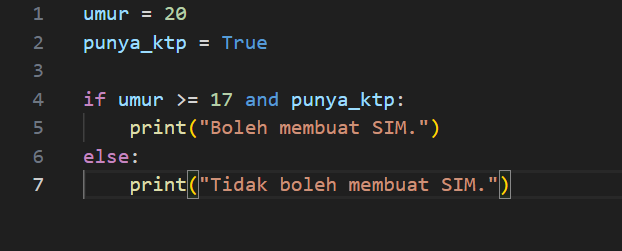 1 umur = 20
2 punya_ktp = True
3
4 if umur >= 17 and punya_ktp:
5     print("Boleh membuat SIM.")
6 else:
7     print("Tidak boleh membuat SIM.")